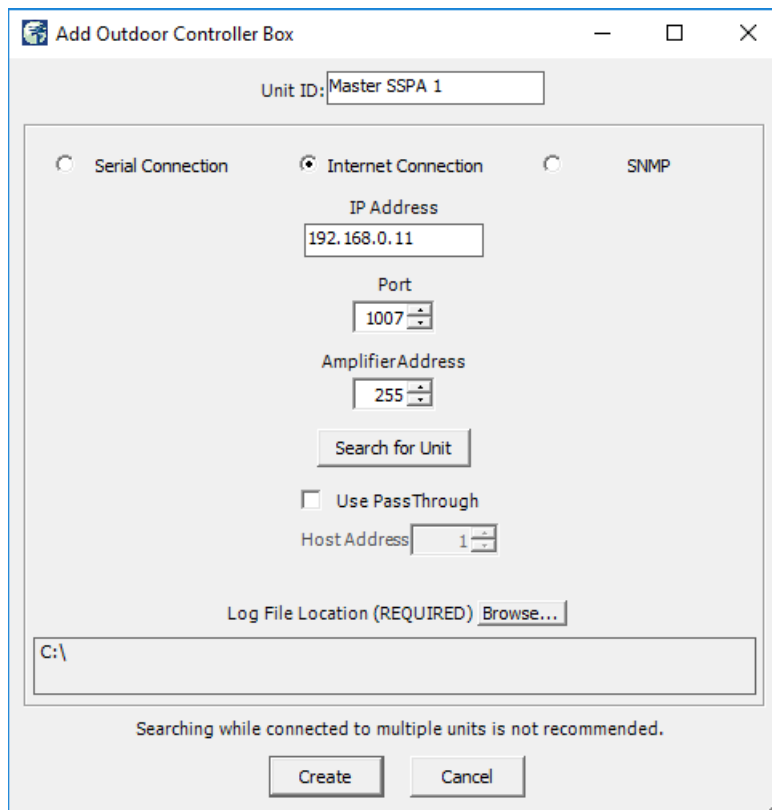 Add Outdoor Controller Box
Unit ID: Master SSPA 1
Serial Connection Internet Connection SNMP
IP Address
192.168.0.11
Port
1007
AmplifierAddress
255
Search for Unit
Use PassThrough
Host Address 1
Log File Location (REQUIRED) Browse...
C:\
Searching while connected to multiple units is not recommended.
Create Cancel